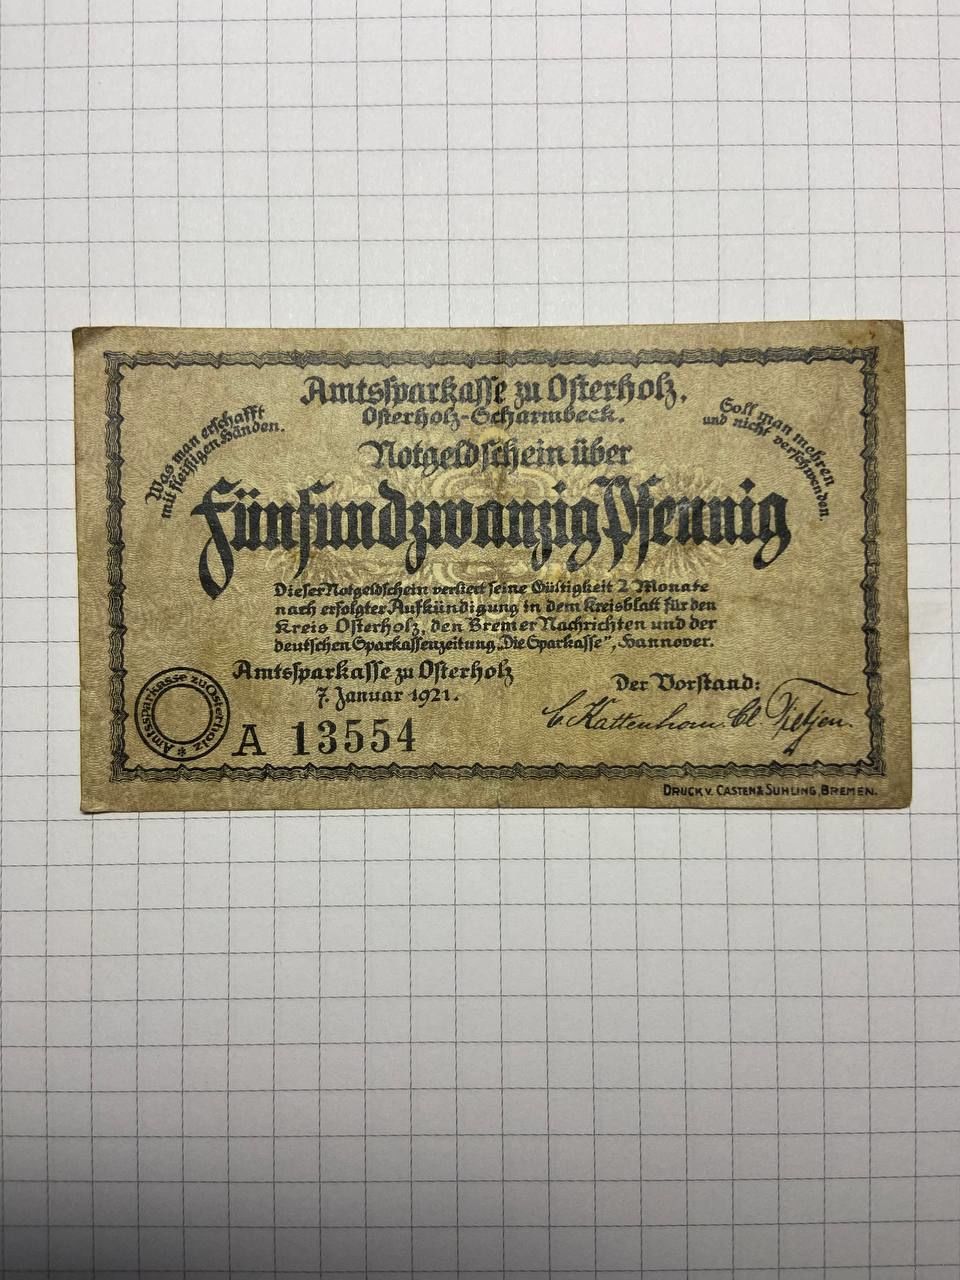 Amtssparkasse zu Osterholz,
Osterholz-Scharmbeck.
Was man erschafft
mit fleißigen Händen.
Soll man mehren
und nicht verschwenden.
Notgeldschein über
Fünfundzwanzig Pfennig
Dieser Notgeldschein verliert seine Gültigkeit 2 Monate
nach erfolgter Aufkündigung in dem Kreisblatt für den
Kreis Osterholz, den Bremer Nachrichten und der
deutschen Sparkassenzeitung „Die Sparkasse", Hannover.
Amtssparkasse zu Osterholz
7. Januar 1921.
Der Vorstand:
C Kattenhorn. Cl Tietjen.
Amtssparkasse zu Osterholz *
A 13554
DRUCK V. CASTEN & SUHLING, BREMEN.